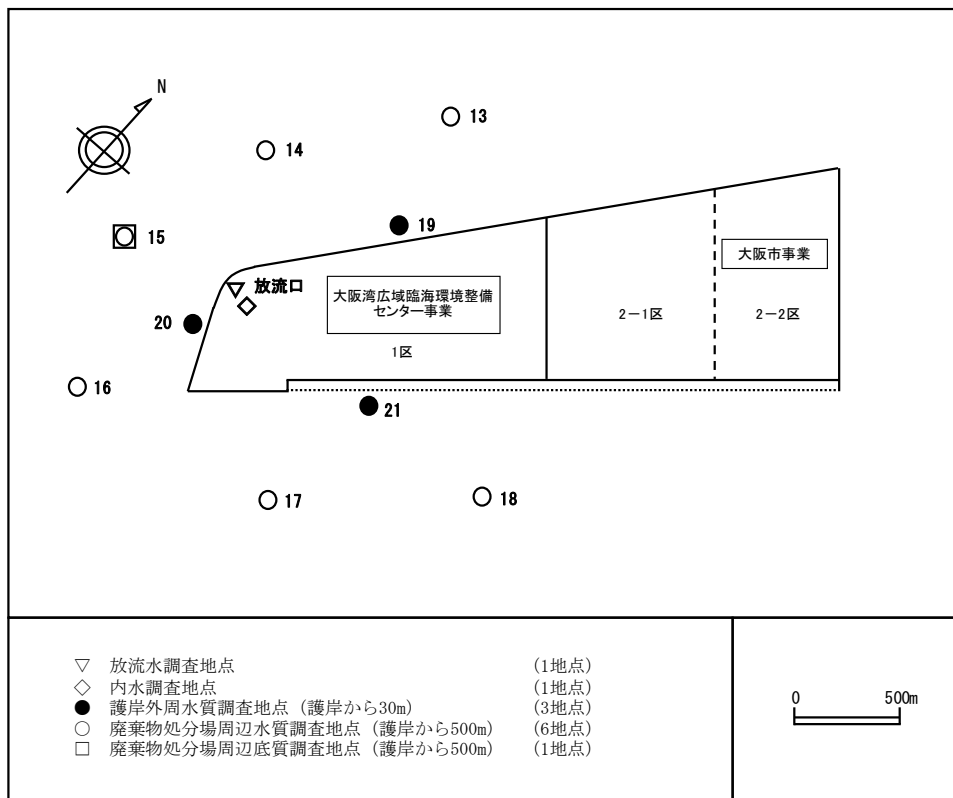 N
13
14
15
19
放流口
大阪市事業
大阪湾広域臨海環境整備
センター事業
2－1区
2－2区
20
1区
16
21
17
18
▽ 放流水調査地点 (1地点)
◇ 内水調査地点 (1地点)
● 護岸外周水質調査地点（護岸から30m） (3地点)
○ 廃棄物処分場周辺水質調査地点（護岸から500m） (6地点)
□ 廃棄物処分場周辺底質調査地点（護岸から500m） (1地点)
0 500m